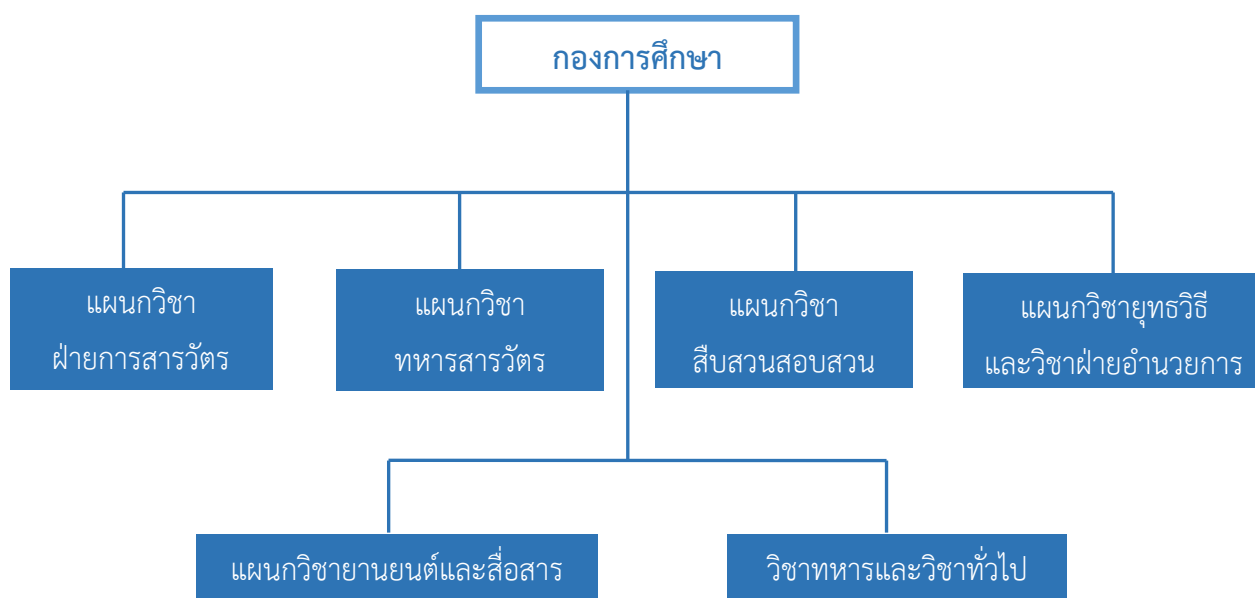 กองการศึกษา
แผนกวิชา
ฝ่ายการสารวัตร
แผนกวิชา
ทหารสารวัตร
แผนกวิชา
สืบสวนสอบสวน
แผนกวิชายุทธวิธี
และวิชาฝ่ายอำนวยการ
แผนกวิชายานยนต์และสื่อสาร
วิชาทหารและวิชาทั่วไป